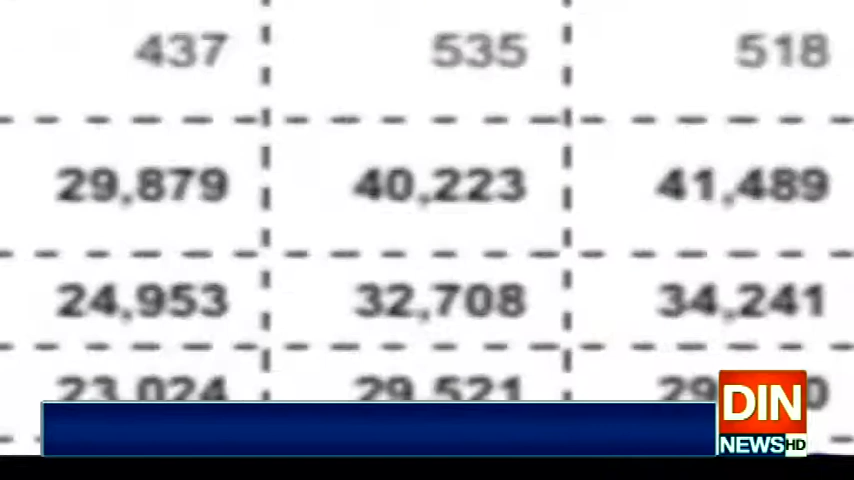 437 535 518
29,879 40,223 41,489
24,953 32,708 34,241
23,024 29,521
DIN
NEWS HD